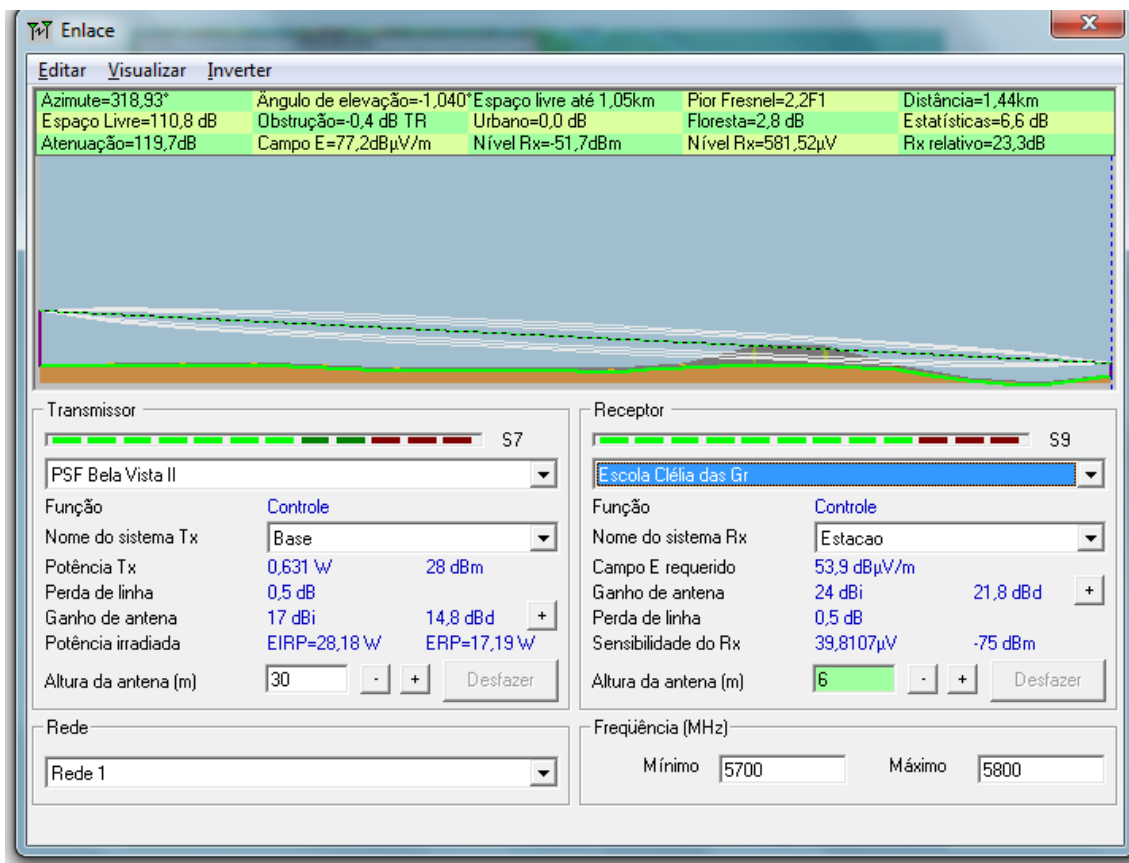 Enlace
Editar Visualizar Inverter
Azimute=318,93° Ângulo de elevação=-1,040° Espaço livre até 1,05km Pior Fresnel=2,2F1 Distância=1,44km
Espaço Livre=110,8 dB Obstrução=-0,4 dB TR Urbano=0,0 dB Floresta=2,8 dB Estatísticas=6,6 dB
Atenuação=119,7dB Campo E=77,2dBµV/m Nível Rx=-51,7dBm Nível Rx=581,52µV Rx relativo=23,3dB
Transmissor
S7
PSF Bela Vista II
Função Controle
Nome do sistema Tx Base
Potência Tx 0,631 W 28 dBm
Perda de linha 0,5 dB
Ganho de antena 17 dBi 14,8 dBd +
Potência irradiada EIRP=28,18 W ERP=17,19 W
Altura da antena (m) 30 - + Desfazer
Rede
Rede 1
Receptor
S9
Escola Clélia das Gr
Função Controle
Nome do sistema Rx Estacao
Campo E requerido 53,9 dBµV/m
Ganho de antena 24 dBi 21,8 dBd +
Perda de linha 0,5 dB
Sensibilidade do Rx 39,8107µV -75 dBm
Altura da antena (m) 6 - + Desfazer
Freqüência (MHz)
Mínimo 5700 Máximo 5800